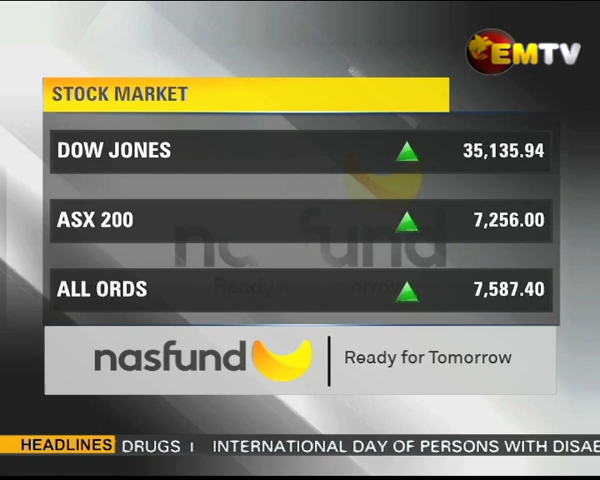 EMTV
STOCK MARKET
DOW JONES 35,135.94
ASX 200 7,256.00
ALL ORDS 7,587.40
nasfund Ready for Tomorrow
HEADLINES DRUGS | INTERNATIONAL DAY OF PERSONS WITH DISAB